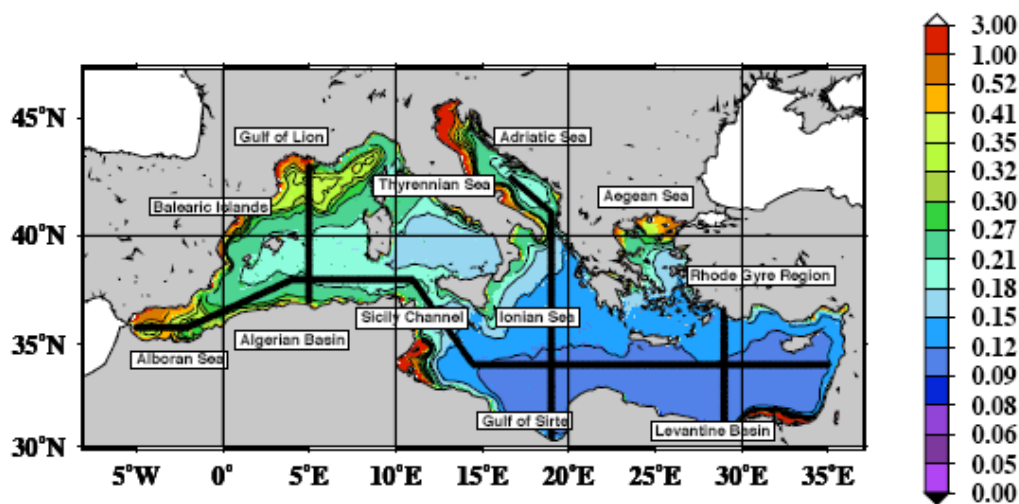 3.00
1.00
0.52
0.41
0.35
0.30
0.27
0.21
0.18
0.15
0.12
0.09
0.08
0.06
0.05
0.00
45°N
40°N
35°N
30°N
Gulf of Lion
Adriatic Sea
Thyrennian Sea
Balearic Islands
Aegean Sea
Rhode Gyre Region
Sicily Channel
Ionian Sea
Algerian Basin
Alboran Sea
Gulf of Sirte
Levantine Basin
5°W 0° 5°E 10°E 15°E 20°E 25°E 30°E 35°E